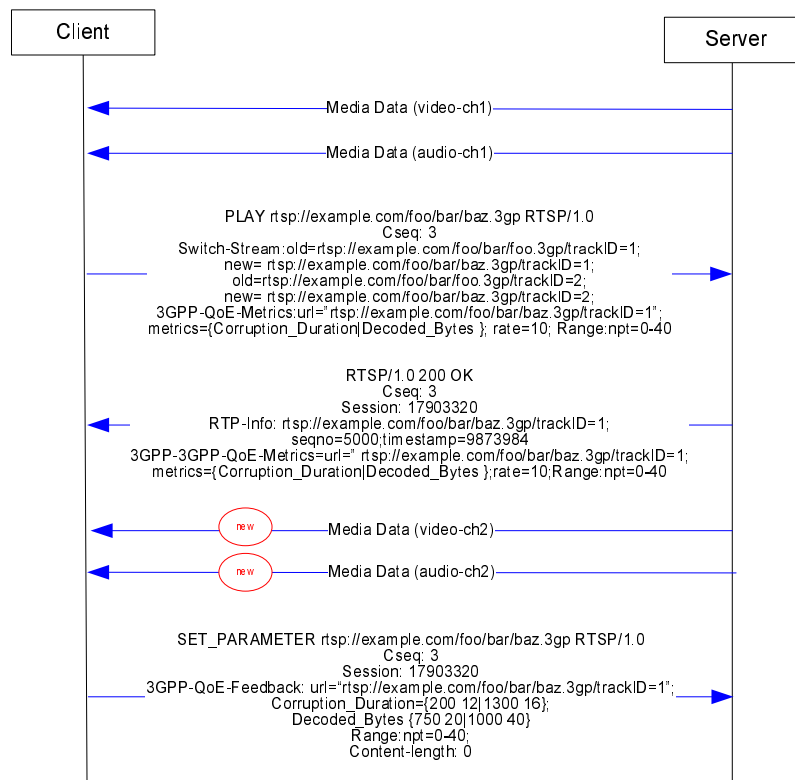 Client
Server
Media Data (video-ch1)
Media Data (audio-ch1)
PLAY rtsp://example.com/foo/bar/baz.3gp RTSP/1.0
Cseq: 3
Switch-Stream:old=rtsp://example.com/foo/bar/foo.3gp/trackID=1;
new= rtsp://example.com/foo/bar/baz.3gp/trackID=1;
old=rtsp://example.com/foo/bar/foo.3gp/trackID=2;
new= rtsp://example.com/foo/bar/baz.3gp/trackID=2;
3GPP-QoE-Metrics:url="rtsp://example.com/foo/bar/baz.3gp/trackID=1";
metrics={Corruption_Duration|Decoded_Bytes }; rate=10; Range:npt=0-40
RTSP/1.0 200 OK
Cseq: 3
Session: 17903320
RTP-Info: rtsp://example.com/foo/bar/baz.3gp/trackID=1;
seqno=5000;timestamp=9873984
3GPP-3GPP-QoE-Metrics=url=" rtsp://example.com/foo/bar/baz.3gp/trackID=1;
metrics={Corruption_Duration|Decoded_Bytes };rate=10;Range:npt=0-40
new
Media Data (video-ch2)
new
Media Data (audio-ch2)
SET_PARAMETER rtsp://example.com/foo/bar/baz.3gp RTSP/1.0
Cseq: 3
Session: 17903320
3GPP-QoE-Feedback: url="rtsp://example.com/foo/bar/baz.3gp/trackID=1";
Corruption_Duration={200 12|1300 16};
Decoded_Bytes {750 20|1000 40}
Range:npt=0-40;
Content-length: 0